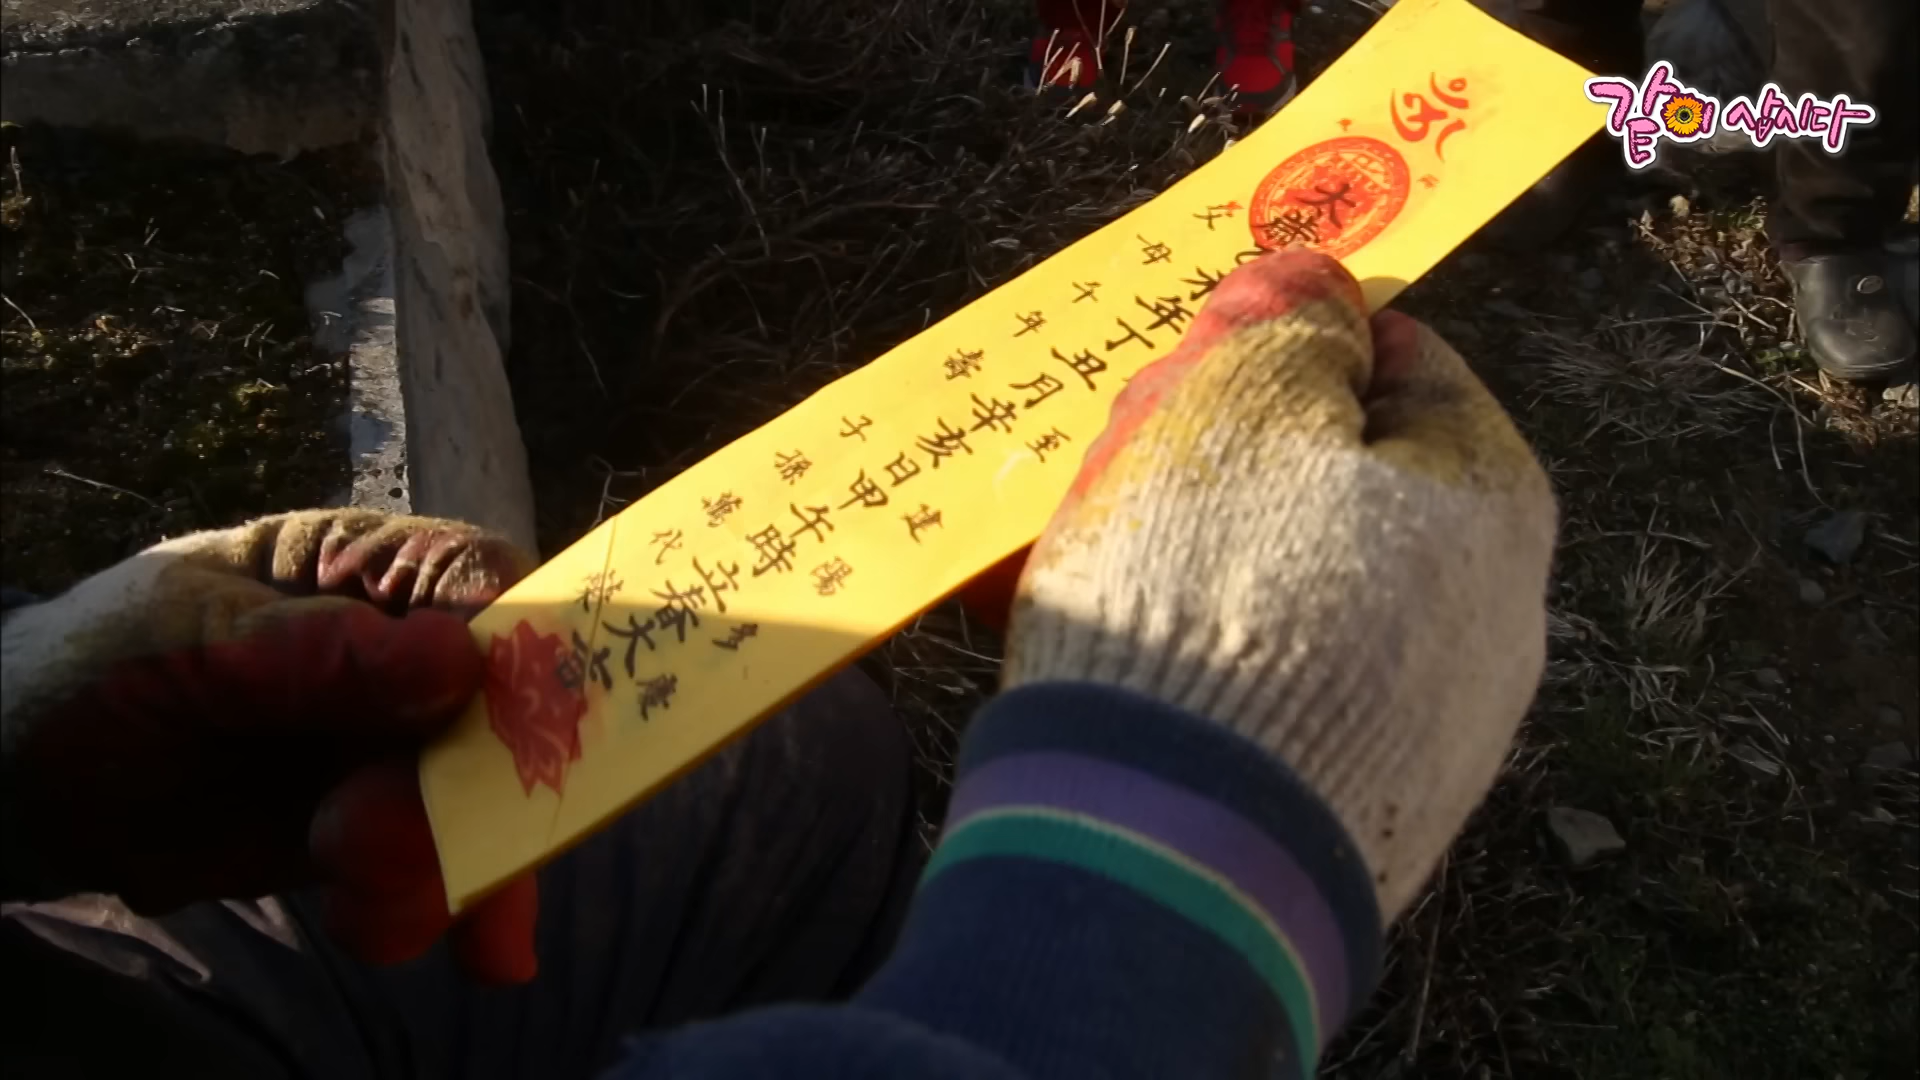 같이 삽시다
至 建陽多慶
太歲乙未年丁丑月辛亥日甲午時立春大吉
父母千年壽 子孫萬代榮